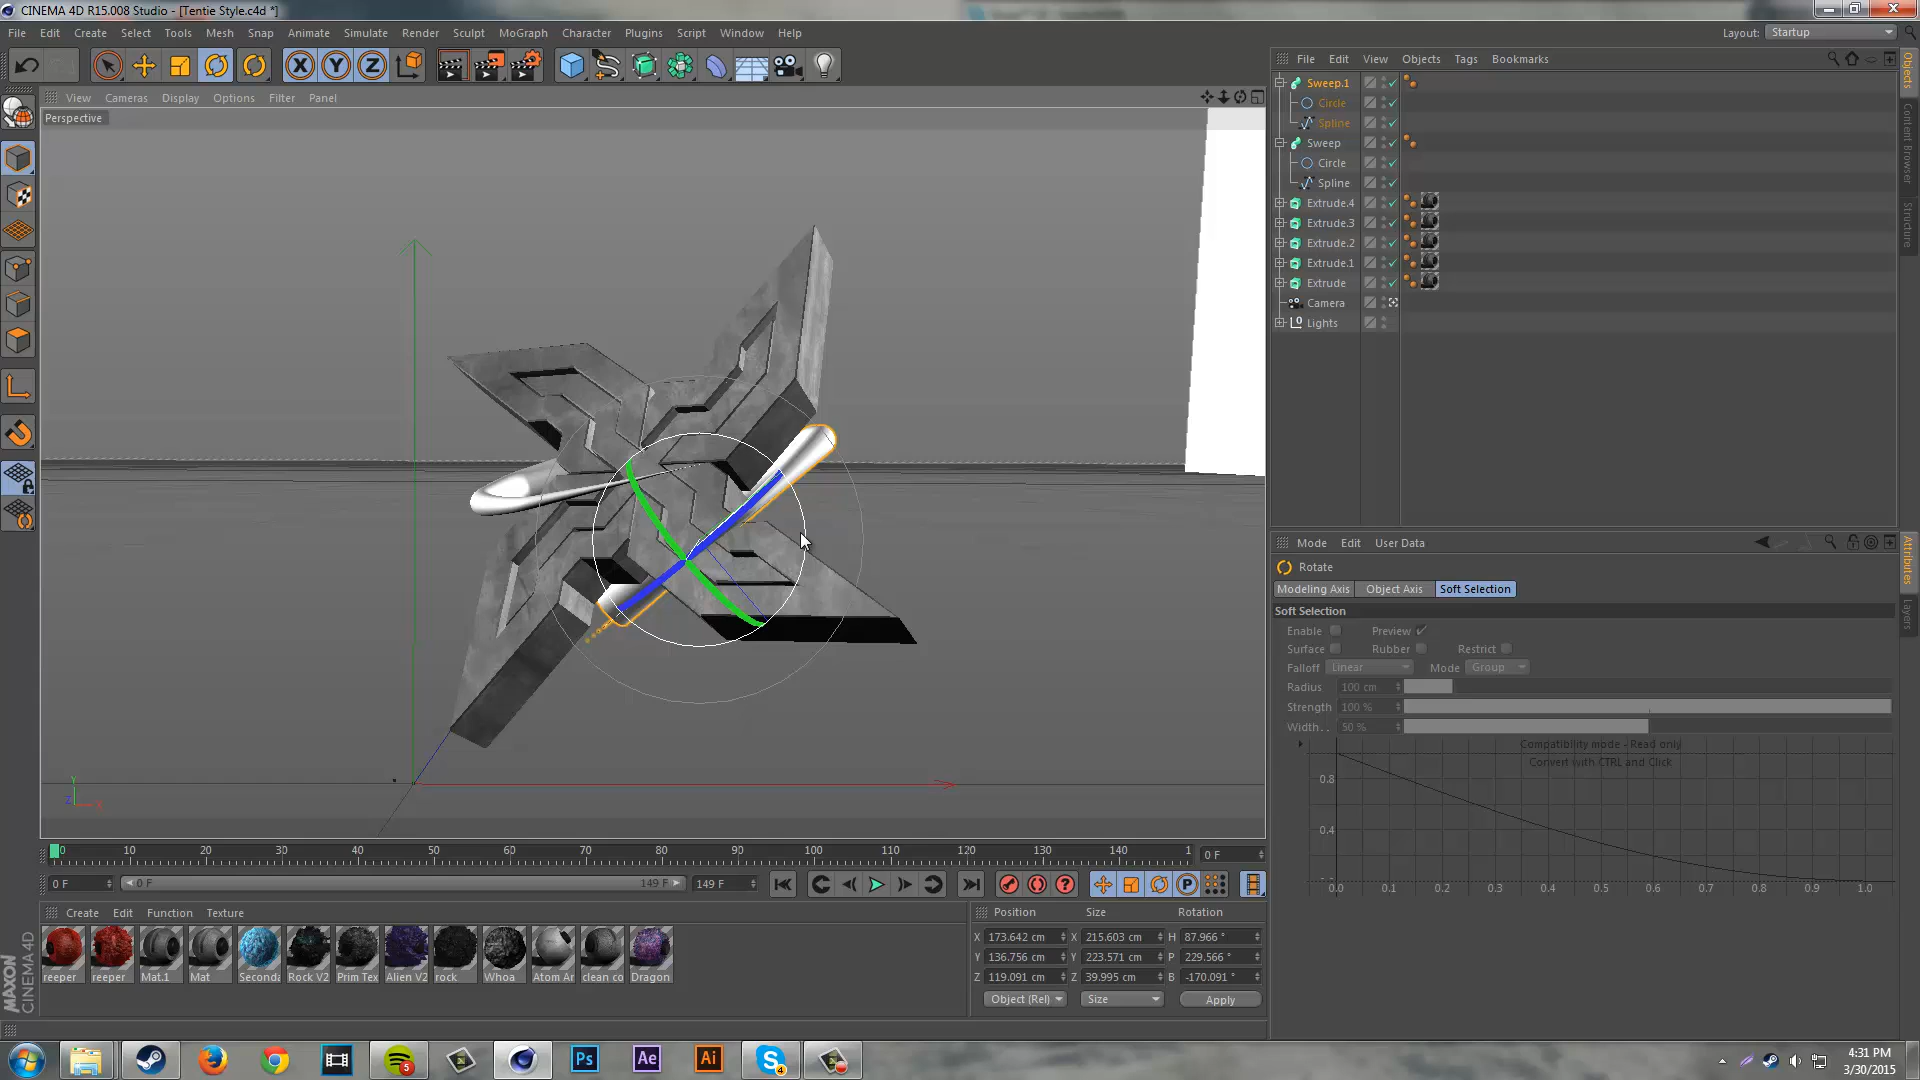 CINEMA 4D R15.008 Studio - [Tentie Style.c4d *]
File Edit Create Select Tools Mesh Snap Animate Simulate Render Sculpt MoGraph Character Plugins Script Window Help
Layout: Startup
X Y Z
View Cameras Display Options Filter Panel
Perspective
File Edit View Objects Tags Bookmarks
Sweep.1
Circle
Spline
Sweep
Circle
Spline
Extrude.4
Extrude.3
Extrude.2
Extrude.1
Extrude
Camera
Lights
Objects
Content Browser
Structure
Mode Edit User Data
Rotate
Modeling Axis Object Axis Soft Selection
Soft Selection
Enable Preview
Surface Rubber Restrict
Falloff Linear Mode Group
Radius 100 cm
Strength 100 %
Width. . 50 %
Compatibility mode - Read only
Convert with CTRL and Click
0.8
0.4
0.0 0.1 0.2 0.3 0.4 0.5 0.6 0.7 0.8 0.9 1.0
Attributes
Layers
Y
Z X
0 10 20 30 40 50 60 70 80 90 100 110 120 130 140 1 0 F
0 F 0 F 149 F 149 F
Create Edit Function Texture
reeper reeper Mat.1 Mat Seconda Rock V2 Prim Tex Alien V2 rock Whoa Atom Ar clean co Dragon
Position Size Rotation
X 173.642 cm X 215.603 cm H 87.966 °
Y 136.756 cm Y 223.571 cm P 229.566 °
Z 119.091 cm Z 39.995 cm B -170.091 °
Object (Rel) Size Apply
MAXON
CINEMA 4D
5
Ps
Ae
Ai
4
4:31 PM
3/30/2015